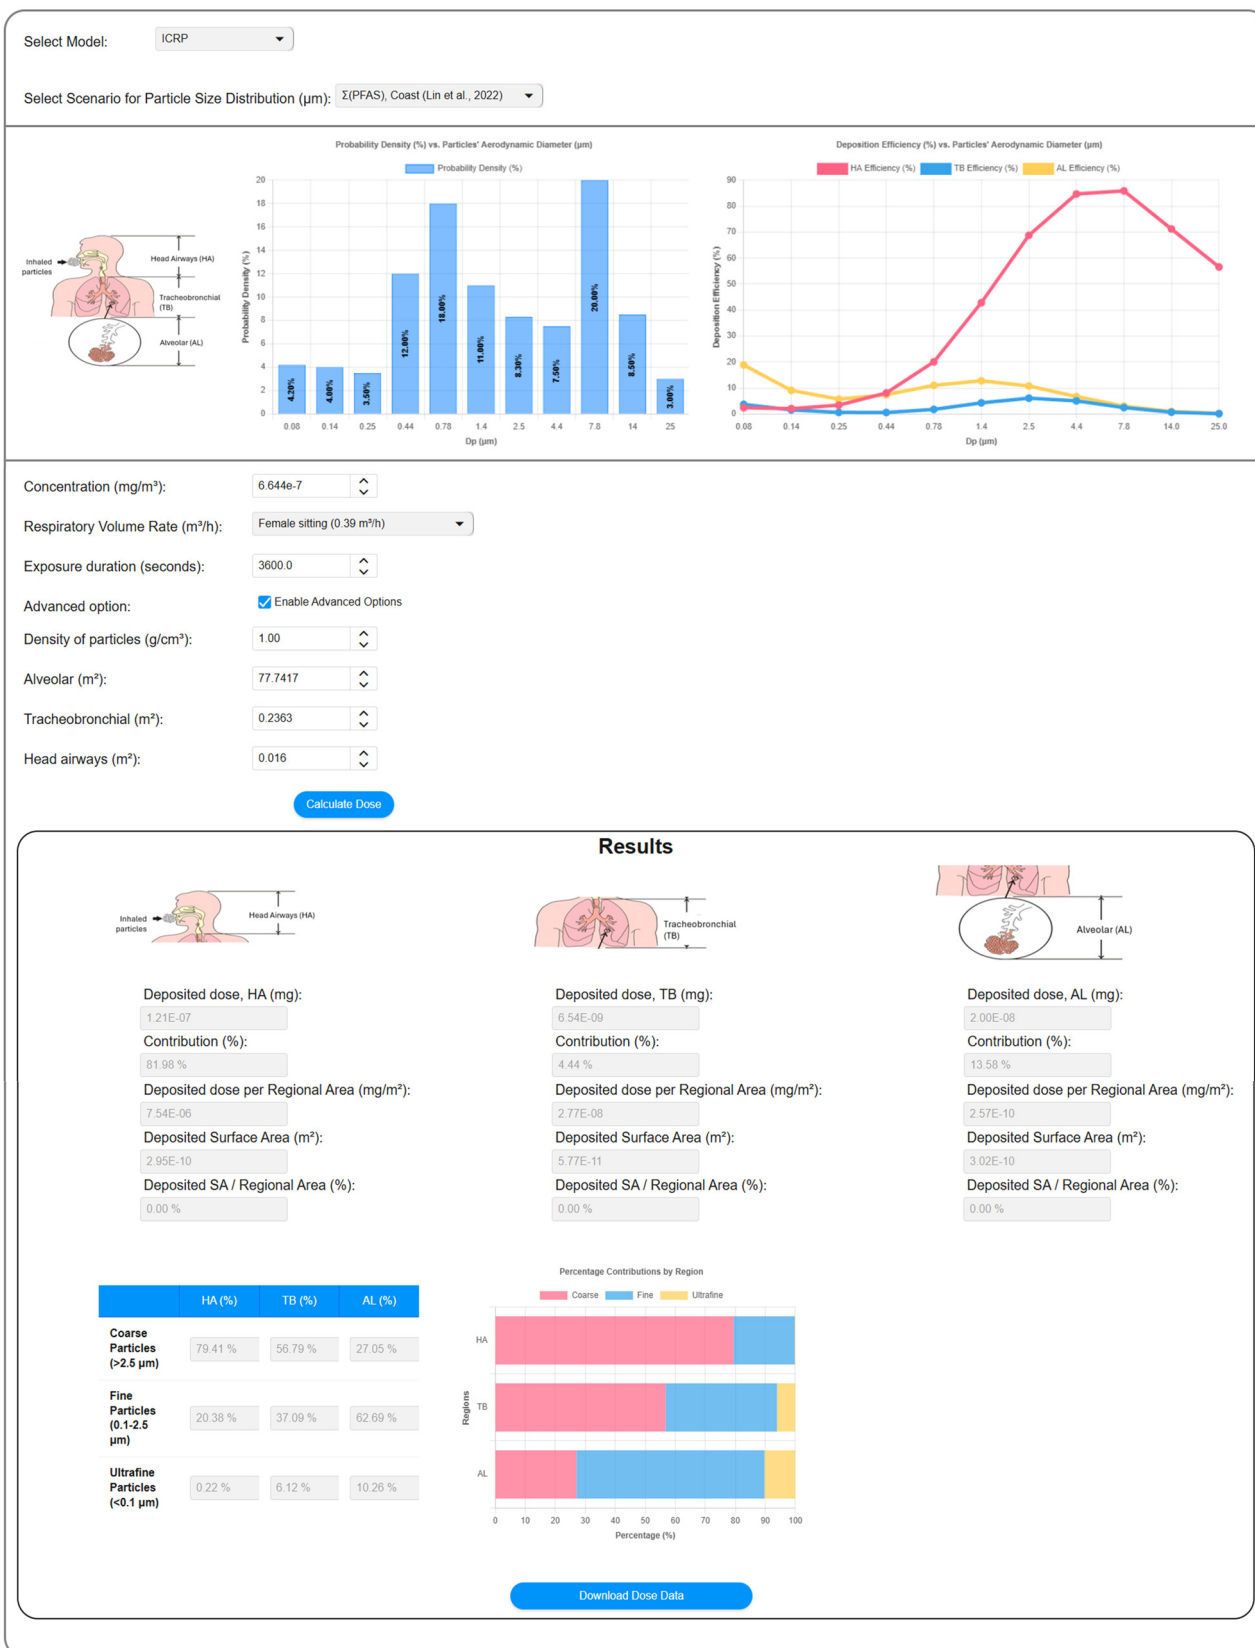 Select Model:
ICRP
Select Scenario for Particle Size Distribution (µm):
Σ(PFAS), Coast (Lin et al., 2022)
Inhaled
particles
Head Airways (HA)
Tracheobronchial
(TB)
Alveolar (AL)
Probability Density (%) vs. Particles' Aerodynamic Diameter (µm)
Probability Density (%)
Probability Density (%)
20
18
16
14
12
10
8
6
4
2
0
4.20%
4.00%
3.50%
12.00%
18.00%
11.00%
8.30%
7.50%
20.00%
8.50%
3.00%
0.08 0.14 0.25 0.44 0.78 1.4 2.5 4.4 7.8 14 25
Dp (µm)
Deposition Efficiency (%) vs. Particles' Aerodynamic Diameter (µm)
HA Efficiency (%) TB Efficiency (%) AL Efficiency (%)
Deposition Efficiency (%)
90
80
70
60
50
40
30
20
10
0
0.08 0.14 0.25 0.44 0.78 1.4 2.5 4.4 7.8 14.0 25.0
Dp (µm)
Concentration (mg/m³): 6.644e-7
Respiratory Volume Rate (m³/h): Female sitting (0.39 m³/h)
Exposure duration (seconds): 3600.0
Advanced option: Enable Advanced Options
Density of particles (g/cm³): 1.00
Alveolar (m²): 77.7417
Tracheobronchial (m²): 0.2363
Head airways (m²): 0.016
Calculate Dose
Results
Inhaled
particles
Head Airways (HA)
Tracheobronchial
(TB)
Alveolar (AL)
Deposited dose, HA (mg):
1.21E-07
Contribution (%):
81.98 %
Deposited dose per Regional Area (mg/m²):
7.54E-06
Deposited Surface Area (m²):
2.95E-10
Deposited SA / Regional Area (%):
0.00 %
Deposited dose, TB (mg):
6.54E-09
Contribution (%):
4.44 %
Deposited dose per Regional Area (mg/m²):
2.77E-08
Deposited Surface Area (m²):
5.77E-11
Deposited SA / Regional Area (%):
0.00 %
Deposited dose, AL (mg):
2.00E-08
Contribution (%):
13.58 %
Deposited dose per Regional Area (mg/m²):
2.57E-10
Deposited Surface Area (m²):
3.02E-10
Deposited SA / Regional Area (%):
0.00 %
HA (%) TB (%) AL (%)
Coarse
Particles
(>2.5 µm)
79.41 % 56.79 % 27.05 %
Fine
Particles
(0.1-2.5
µm)
20.38 % 37.09 % 62.69 %
Ultrafine
Particles
(<0.1 µm)
0.22 % 6.12 % 10.26 %
Percentage Contributions by Region
Coarse Fine Ultrafine
Regions
HA
TB
AL
0 10 20 30 40 50 60 70 80 90 100
Percentage (%)
Download Dose Data